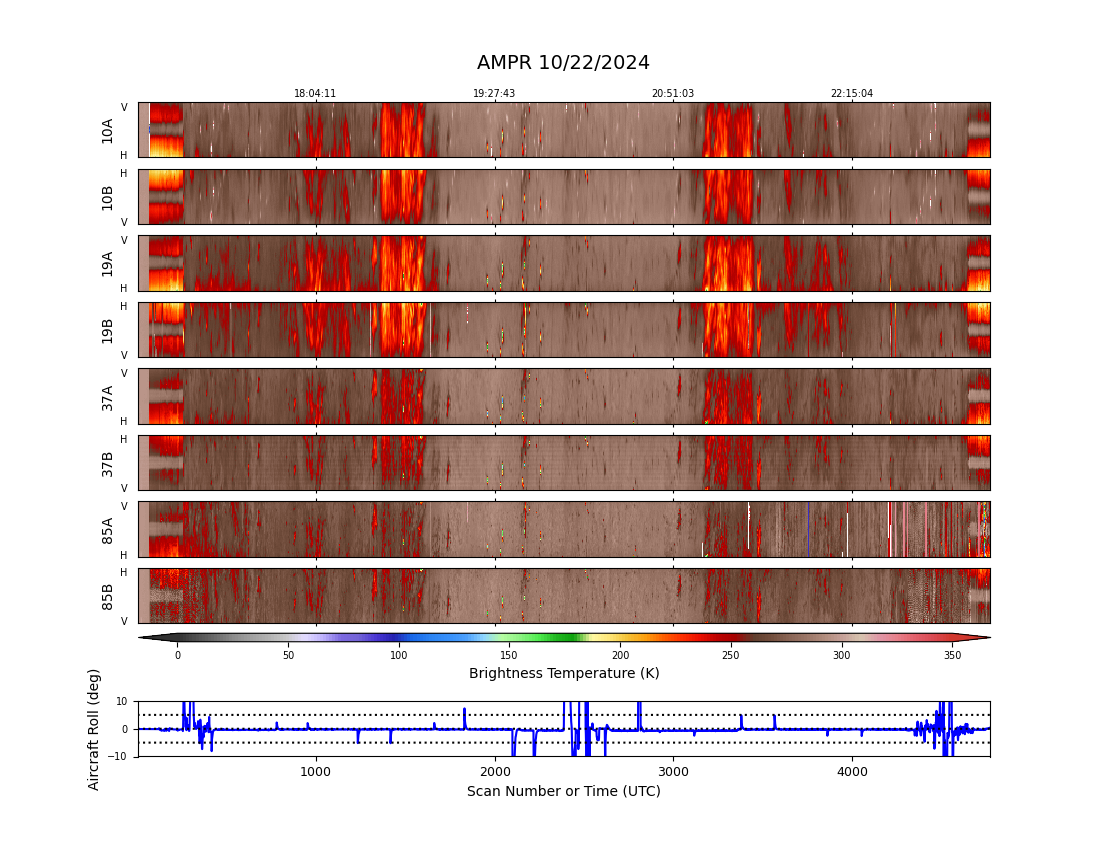 AMPR 10/22/2024
18:04:11 19:27:43 20:51:03 22:15:04
V
10A
H
H
10B
V
V
19A
H
H
19B
V
V
37A
H
H
37B
V
V
85A
H
H
85B
V
0 50 100 150 200 250 300 350
Brightness Temperature (K)
Aircraft Roll (deg)
10
0
−10
1000 2000 3000 4000
Scan Number or Time (UTC)